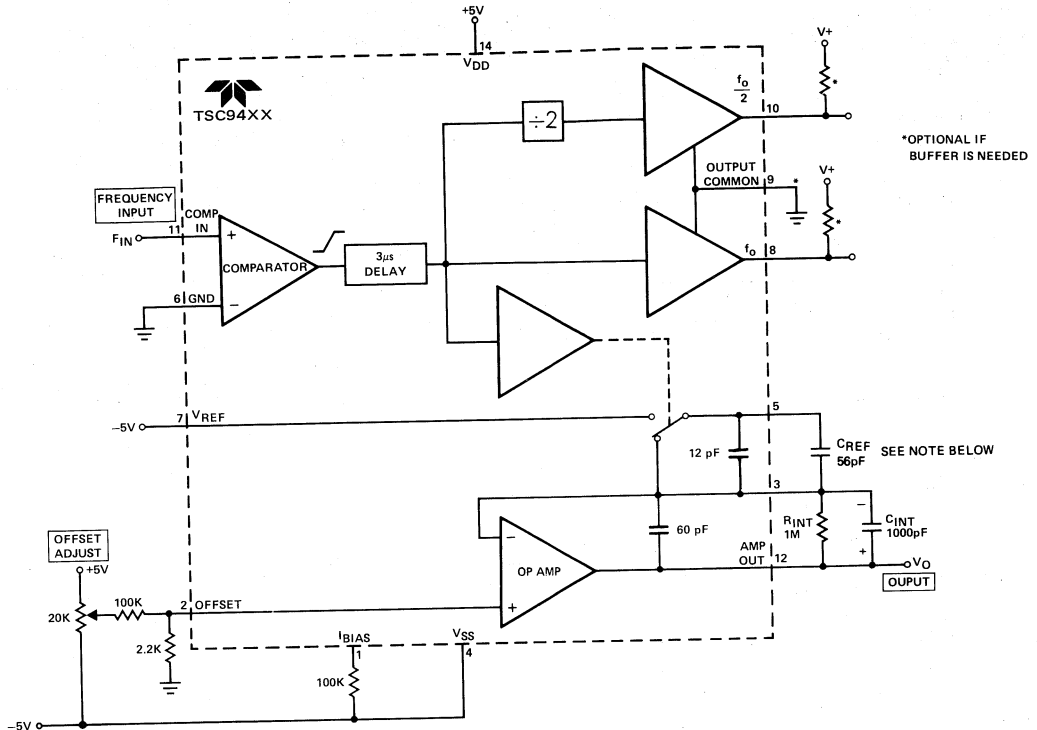 +5V
14
VDD
TSC94XX
V+
*
fo
2
10
÷2
*OPTIONAL IF
BUFFER IS NEEDED
OUTPUT
COMMON
9
*
V+
*
FREQUENCY
INPUT
COMP
IN
11
FIN
+
COMPARATOR
3µs
DELAY
fo
8
6
GND
−
−5V
7
VREF
5
12 pF
CREF
56pF
SEE NOTE BELOW
3
60 pF
RINT
1M
−
CINT
1000pF
+
−
OP AMP
+
AMP
OUT
12
VO
OUPUT
OFFSET
ADJUST
+5V
20K
100K
2
OFFSET
2.2K
IBIAS
1
VSS
4
100K
−5V